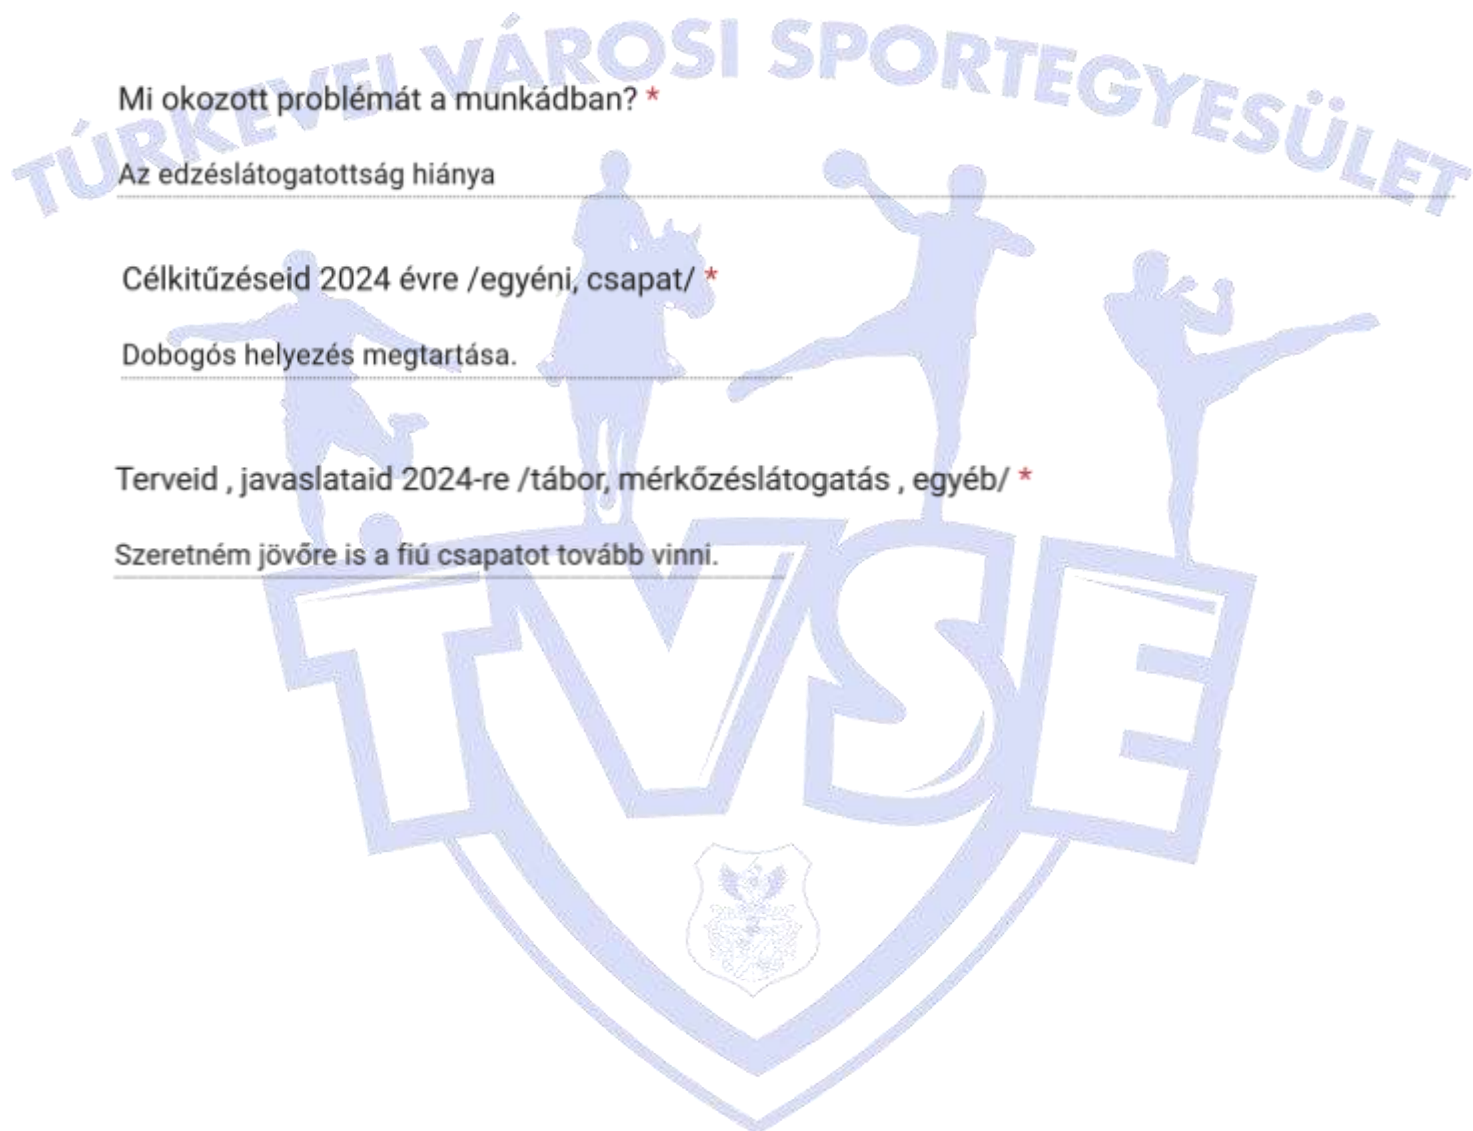 TÚRKEVEI VÁROSI SPORTEGYESÜLET
Mi okozott problémát a munkádban? *
Az edzéslátogatottság hiánya
Célkitűzéseid 2024 évre /egyéni, csapat/ *
Dobogós helyezés megtartása.
Terveid , javaslataid 2024-re /tábor, mérkőzéslátogatás , egyéb/ *
Szeretném jövőre is a fiú csapatot tovább vinni.
TVSE